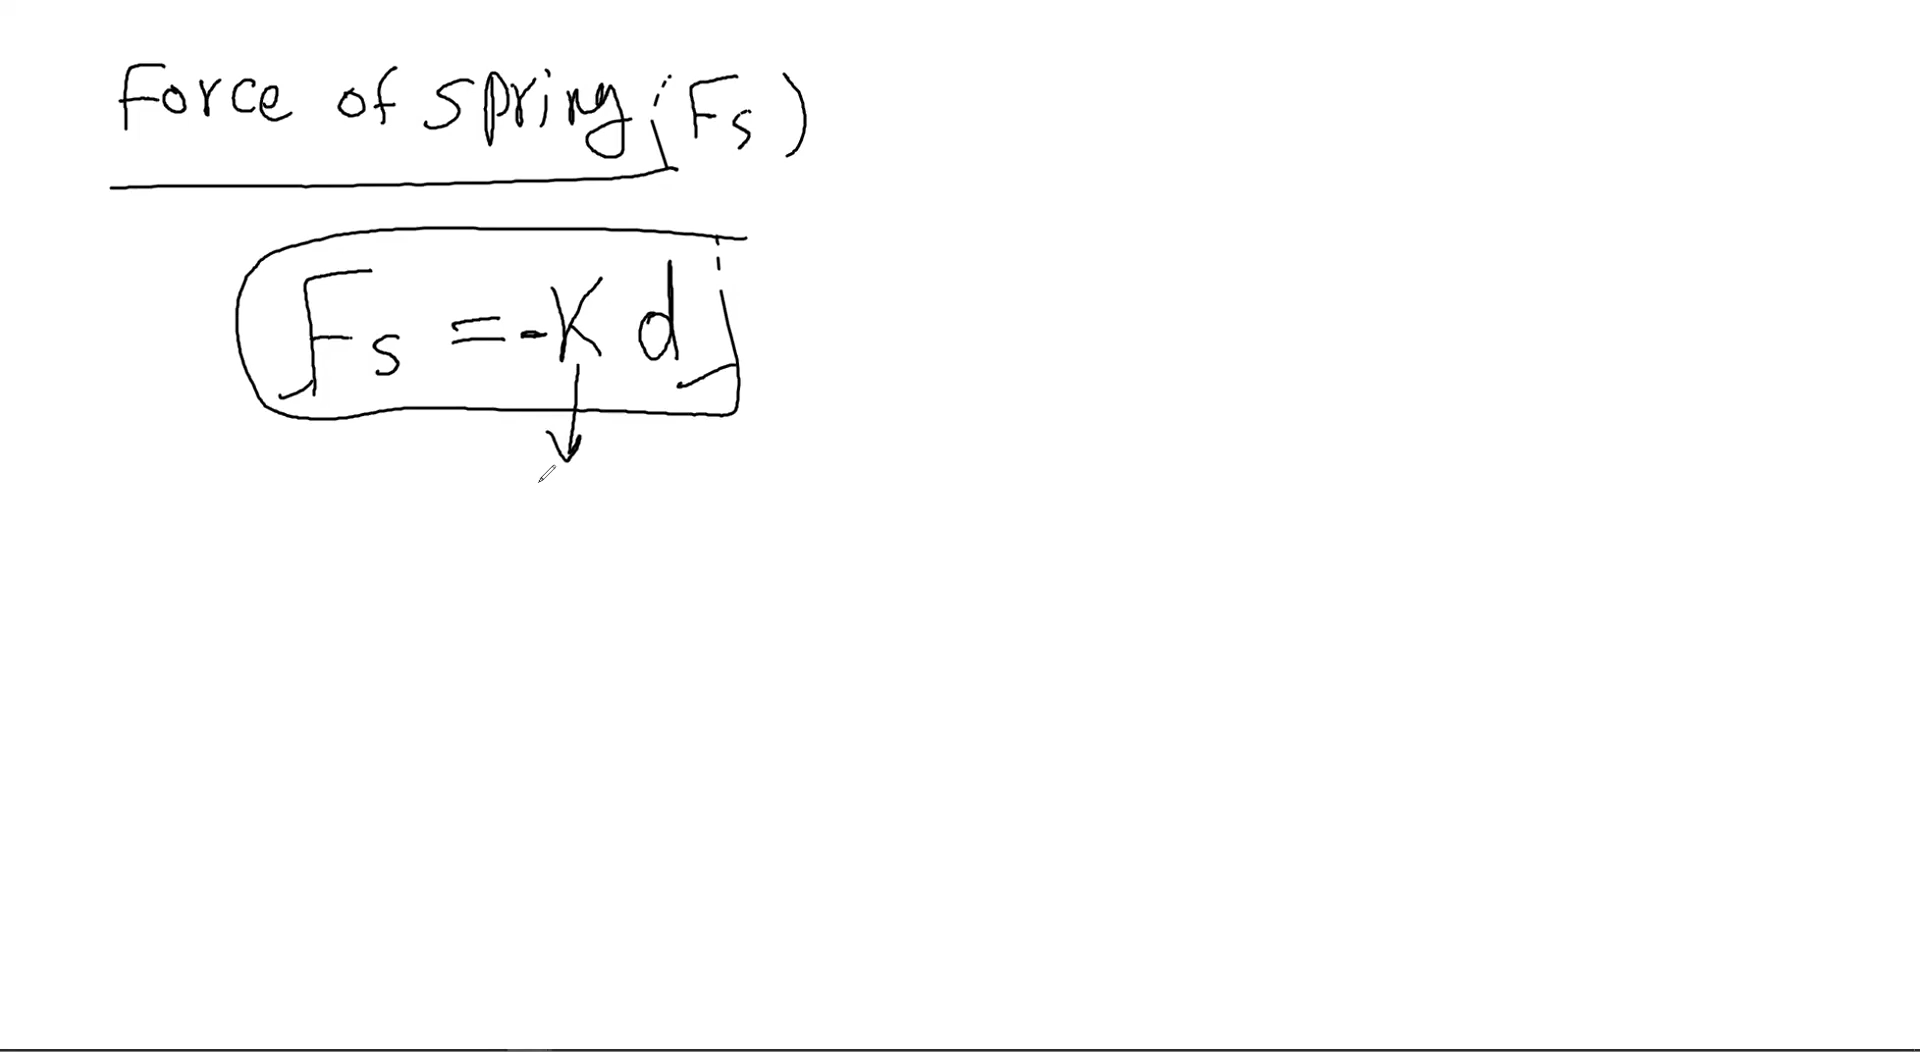 Force of spring (Fs)
Fs = -K d